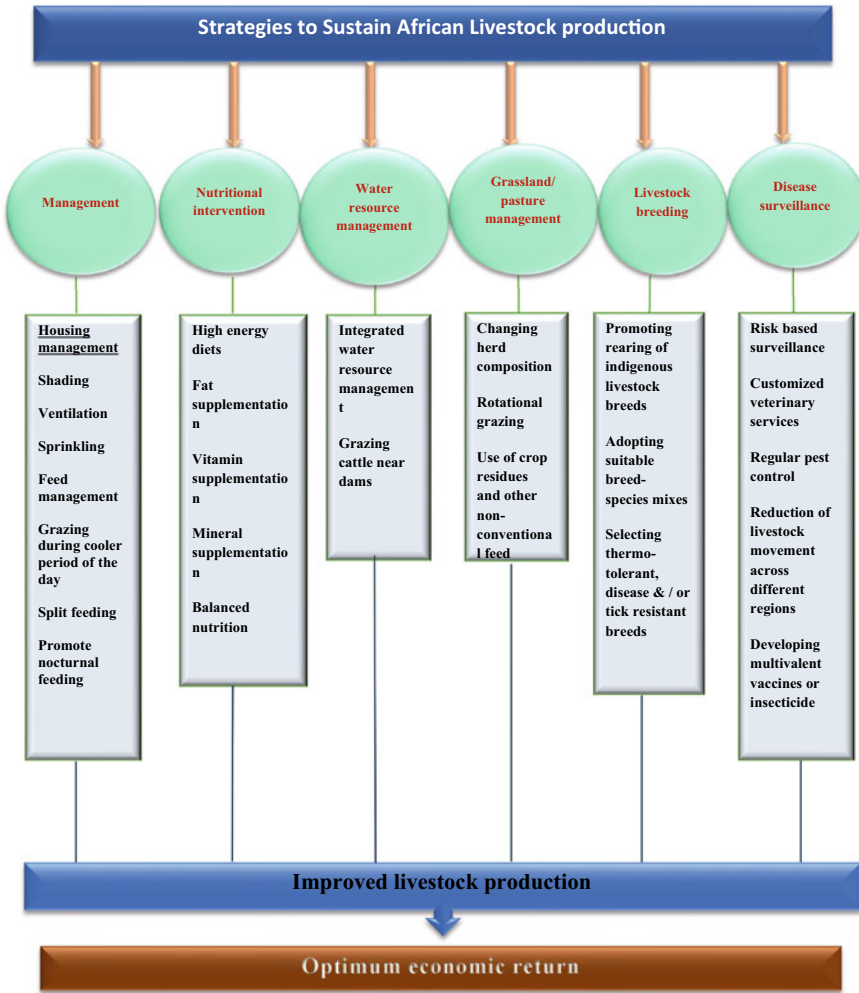 Strategies to Sustain African Livestock production
Management
Nutritional
intervention
Water
resource
management
Grassland/
pasture
management
Livestock
breeding
Disease
surveillance
Housing
management
Shading
Ventilation
Sprinkling
Feed
management
Grazing
during cooler
period of the
day
Split feeding
Promote
nocturnal
feeding
High energy
diets
Fat
supplementatio
n
Vitamin
supplementatio
n
Mineral
supplementatio
n
Balanced
nutrition
Integrated
water
resource
managemen
t
Grazing
cattle near
dams
Changing
herd
composition
Rotational
grazing
Use of crop
residues
and other
non-
conventiona
l feed
Promoting
rearing of
indigenous
livestock
breeds
Adopting
suitable
breed-
species mixes
Selecting
thermo-
tolerant,
disease & / or
tick resistant
breeds
Risk based
surveillance
Customized
veterinary
services
Regular pest
control
Reduction of
livestock
movement
across
different
regions
Developing
multivalent
vaccines or
insecticide
Improved livestock production
Optimum economic return